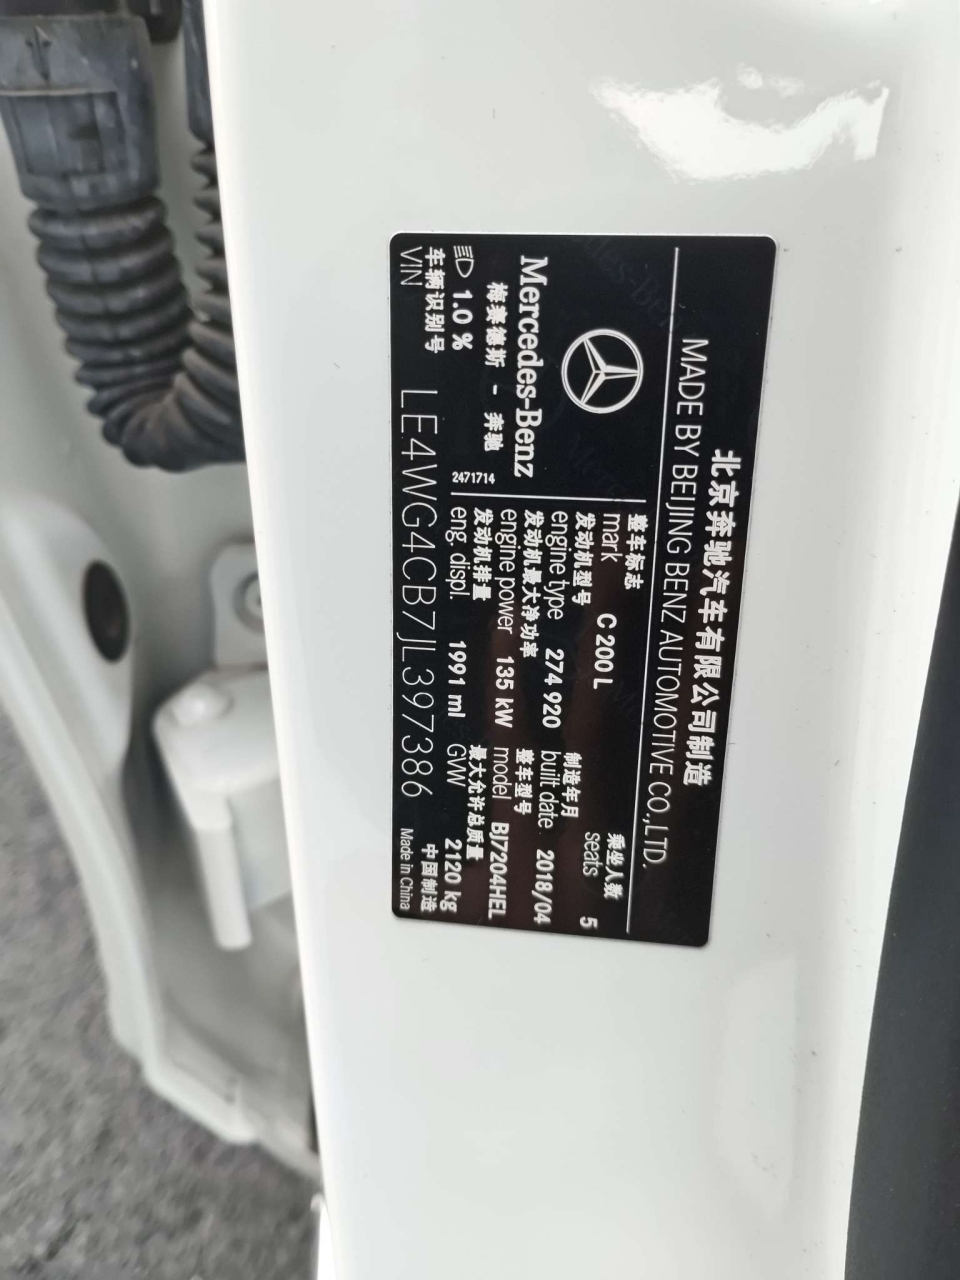 北京奔驰汽车有限公司制造
MADE BY BEIJING BENZ AUTOMOTIVE CO.,LTD.
Mercedes-Benz
梅赛德斯 - 奔驰
1.0 %
2471714
整车标志
mark C 200 L
乘坐人数
seats 5
发动机型号
engine type 274 920
制造年月
built date 2018/04
发动机最大净功率
engine power 135 kW
整车型号
model BJ7204HEL
发动机排量
eng. displ. 1991 ml
最大允许总质量
GVW 2120 kg
车辆识别号
VIN LE4WG4CB7JL397386
中国制造
Made in China